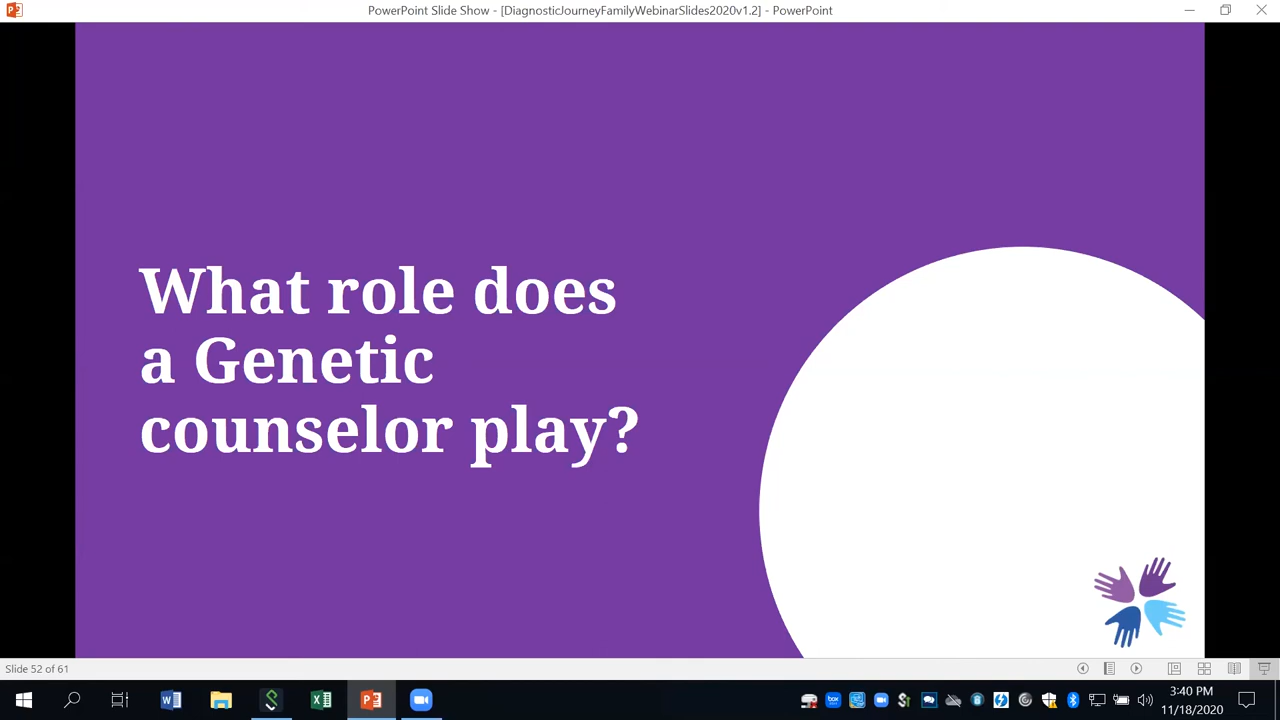 PowerPoint Slide Show - [DiagnosticJourneyFamilyWebinarSlides2020v1.2] - PowerPoint
What role does
a Genetic
counselor play?
Slide 52 of 61
3:40 PM
11/18/2020